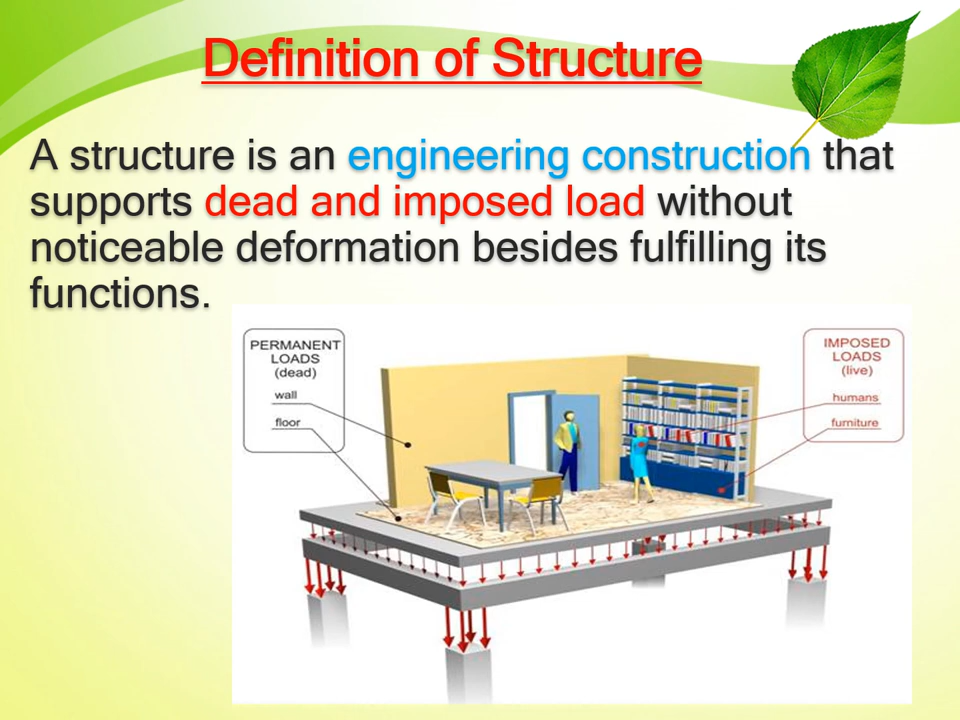 Definition of Structure
A structure is an engineering construction that
supports dead and imposed load without
noticeable deformation besides fulfilling its
functions.
PERMANENT
LOADS
(dead)
wall
floor
IMPOSED
LOADS
(live)
humans
furniture